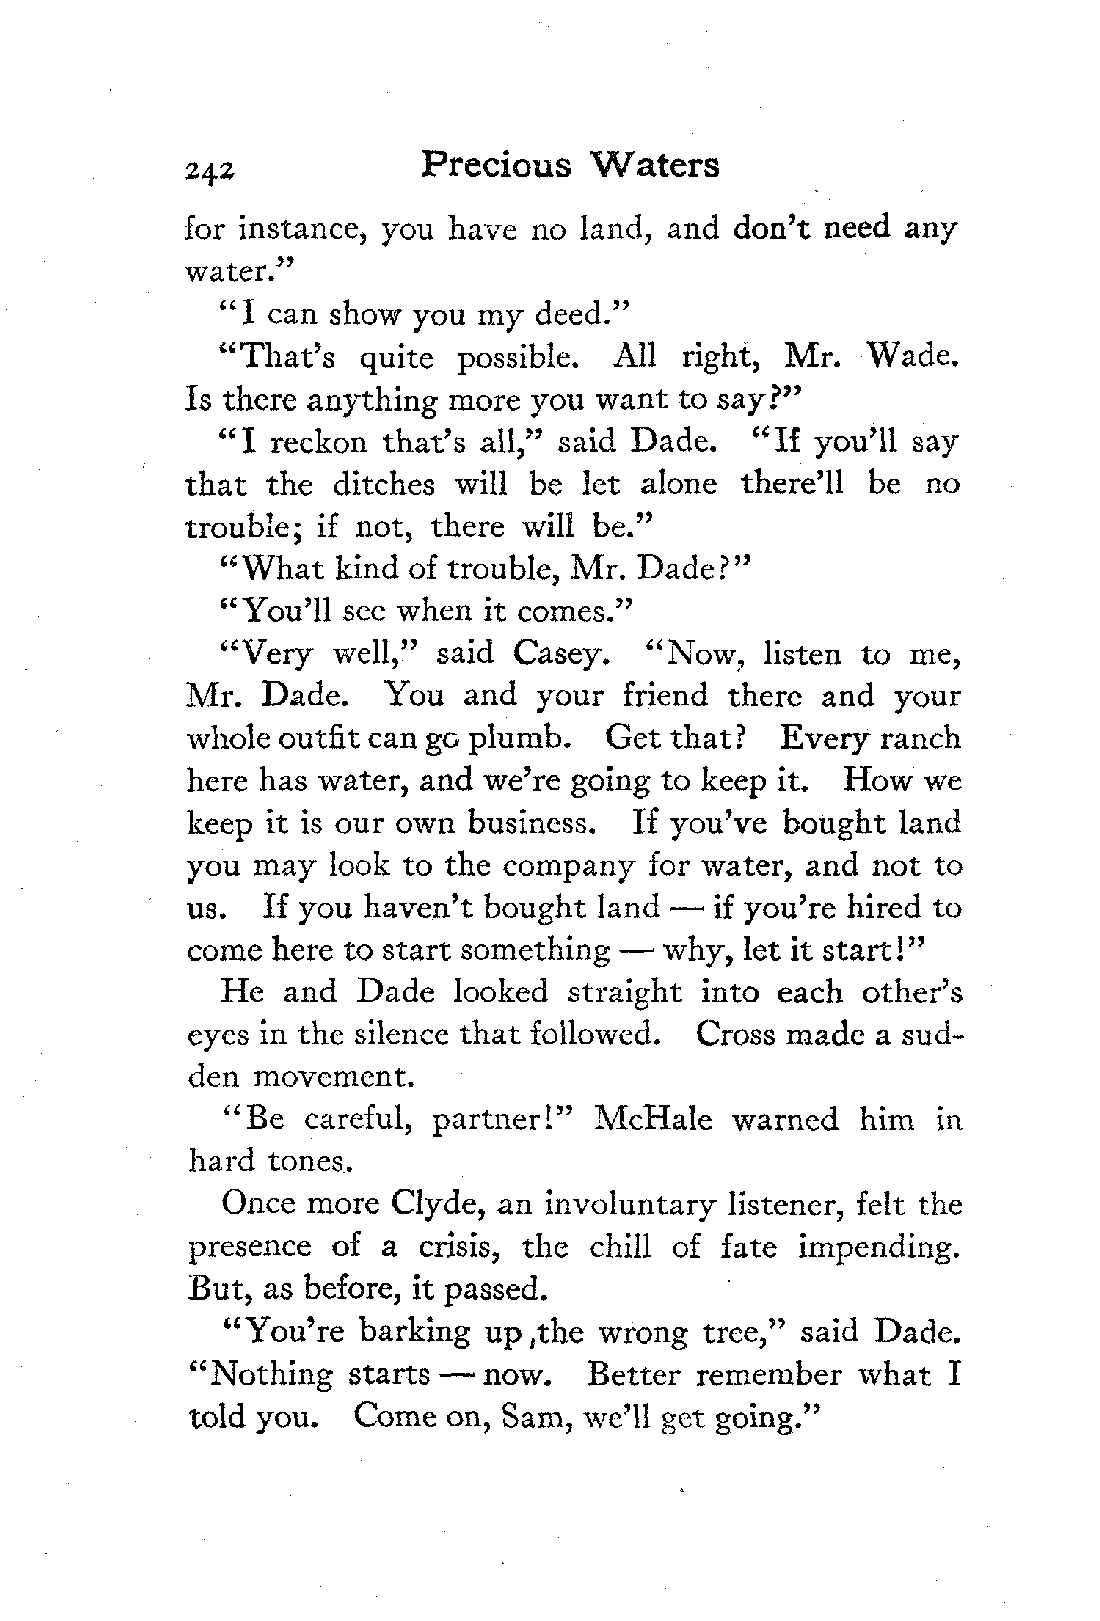 242 Precious Waters
for instance, you have no land, and don't need any
water."
"I can show you my deed."
"That's quite possible. All right, Mr. Wade.
Is there anything more you want to say?"
"I reckon that's all," said Dade. "If you'll say
that the ditches will be let alone there'll be no
trouble; if not, there will be."
"What kind of trouble, Mr. Dade?"
"You'll see when it comes."
"Very well," said Casey. "Now, listen to me,
Mr. Dade. You and your friend there and your
whole outfit can go plumb. Get that? Every ranch
here has water, and we're going to keep it. How we
keep it is our own business. If you've bought land
you may look to the company for water, and not to
us. If you haven't bought land — if you're hired to
come here to start something — why, let it start!"
He and Dade looked straight into each other's
eyes in the silence that followed. Cross made a sud-
den movement.
"Be careful, partner!" McHale warned him in
hard tones.
Once more Clyde, an involuntary listener, felt the
presence of a crisis, the chill of fate impending.
But, as before, it passed.
"You're barking up the wrong tree," said Dade.
"Nothing starts — now. Better remember what I
told you. Come on, Sam, we'll get going."